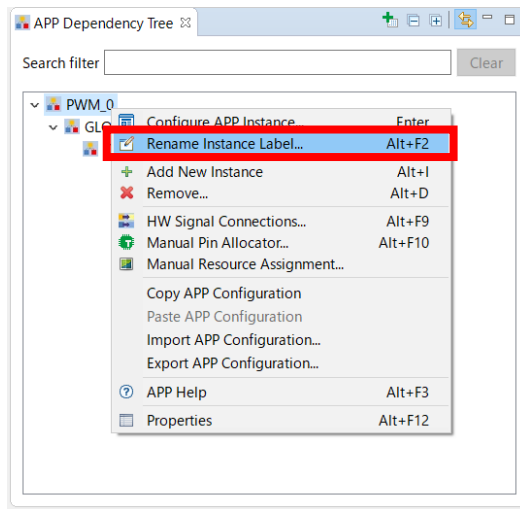 APP Dependency Tree
Search filter
Clear
PWM_0
GLO
Configure APP Instance... Enter
Rename Instance Label... Alt+F2
Add New Instance Alt+I
Remove... Alt+D
HW Signal Connections... Alt+F9
Manual Pin Allocator... Alt+F10
Manual Resource Assignment...
Copy APP Configuration
Paste APP Configuration
Import APP Configuration...
Export APP Configuration...
APP Help Alt+F3
Properties Alt+F12